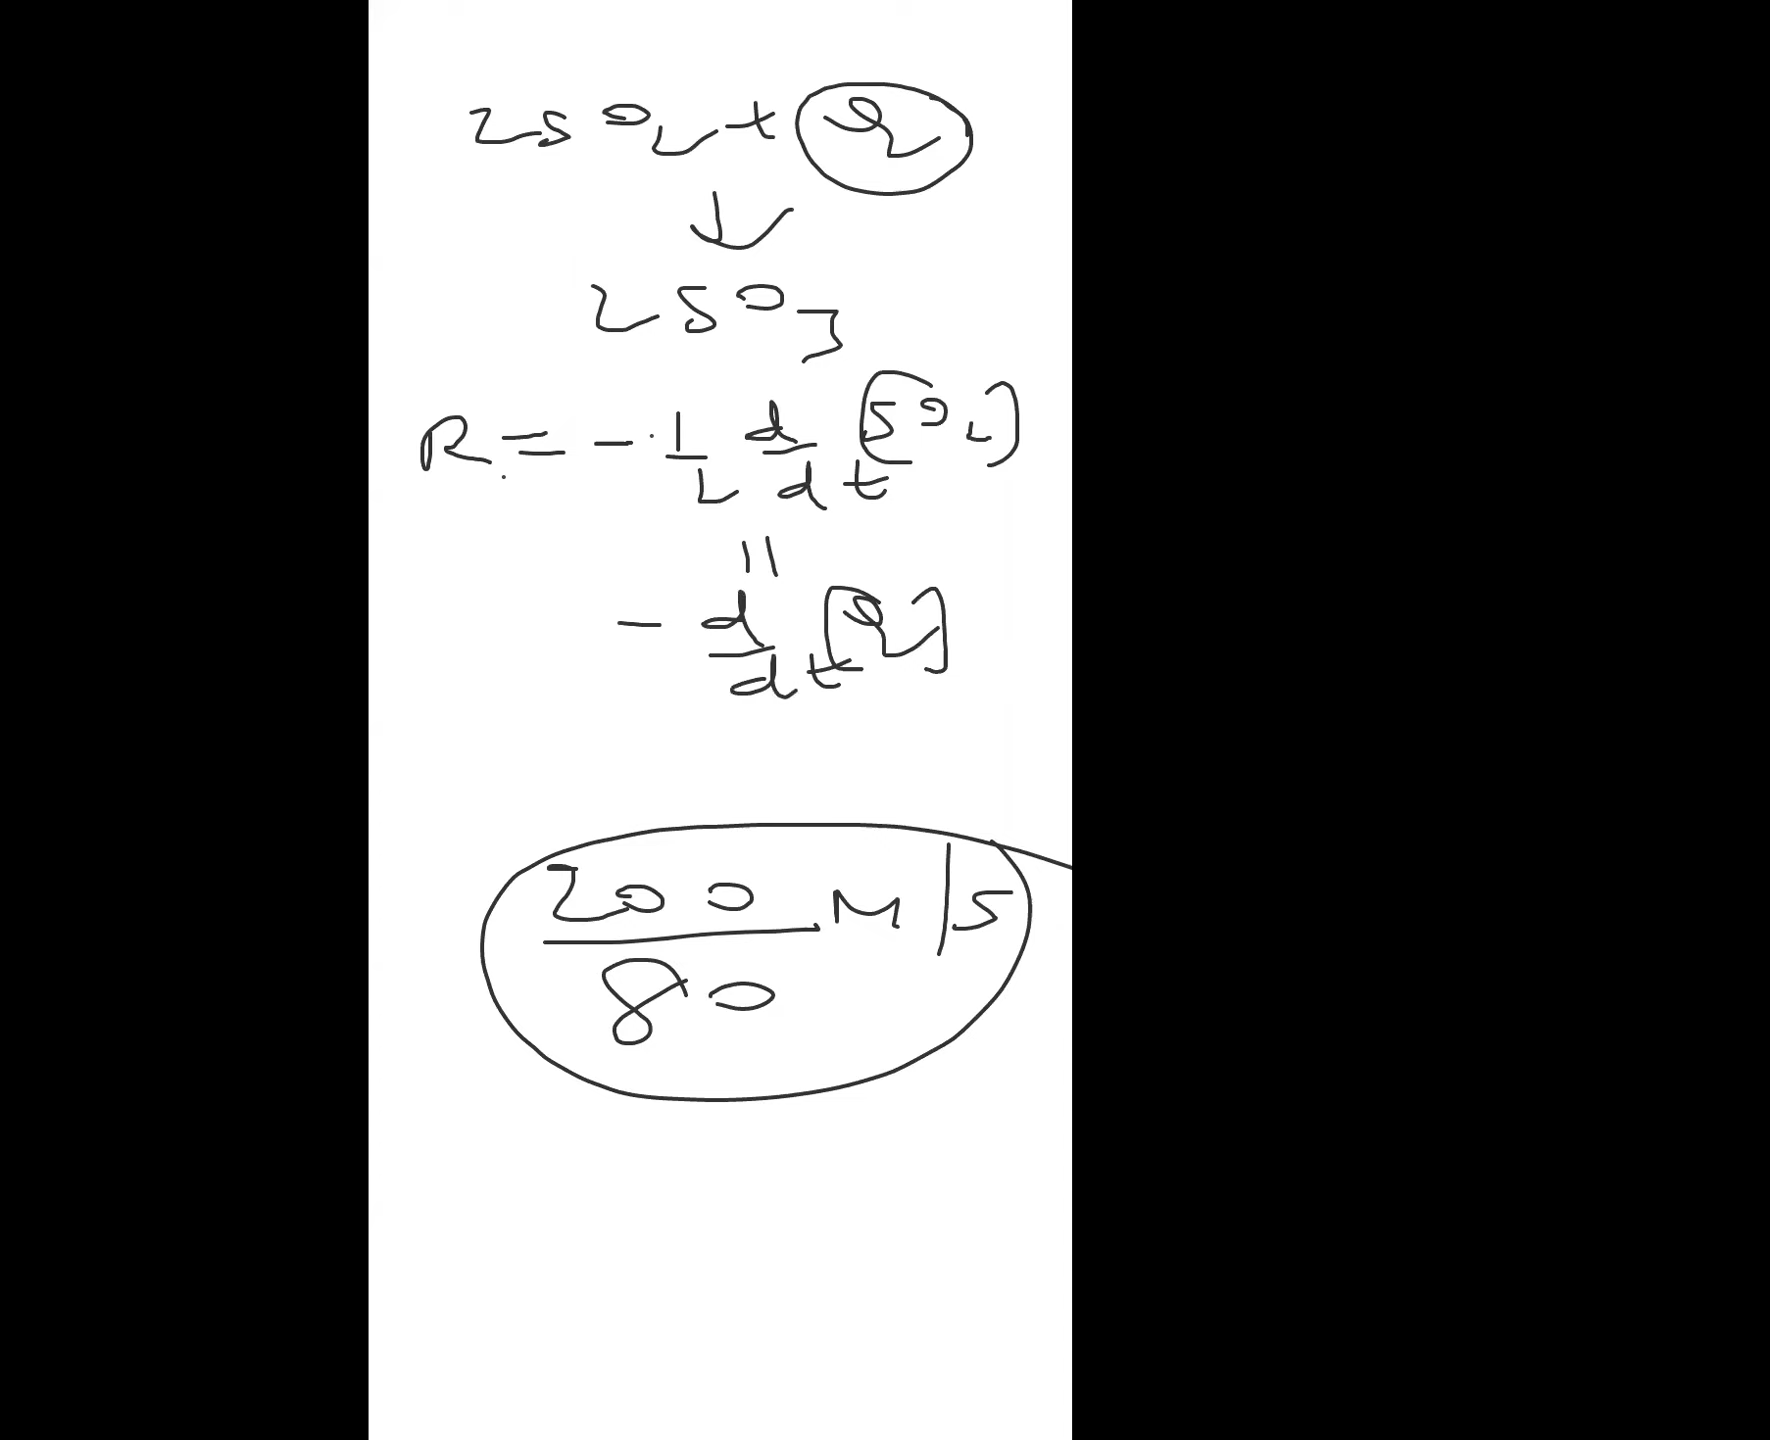 2SO₂ + O₂
↓
2SO₃
R = - 1/2 d/dt [SO₂]
=
- d/dt [O₂]
200/80 M/S